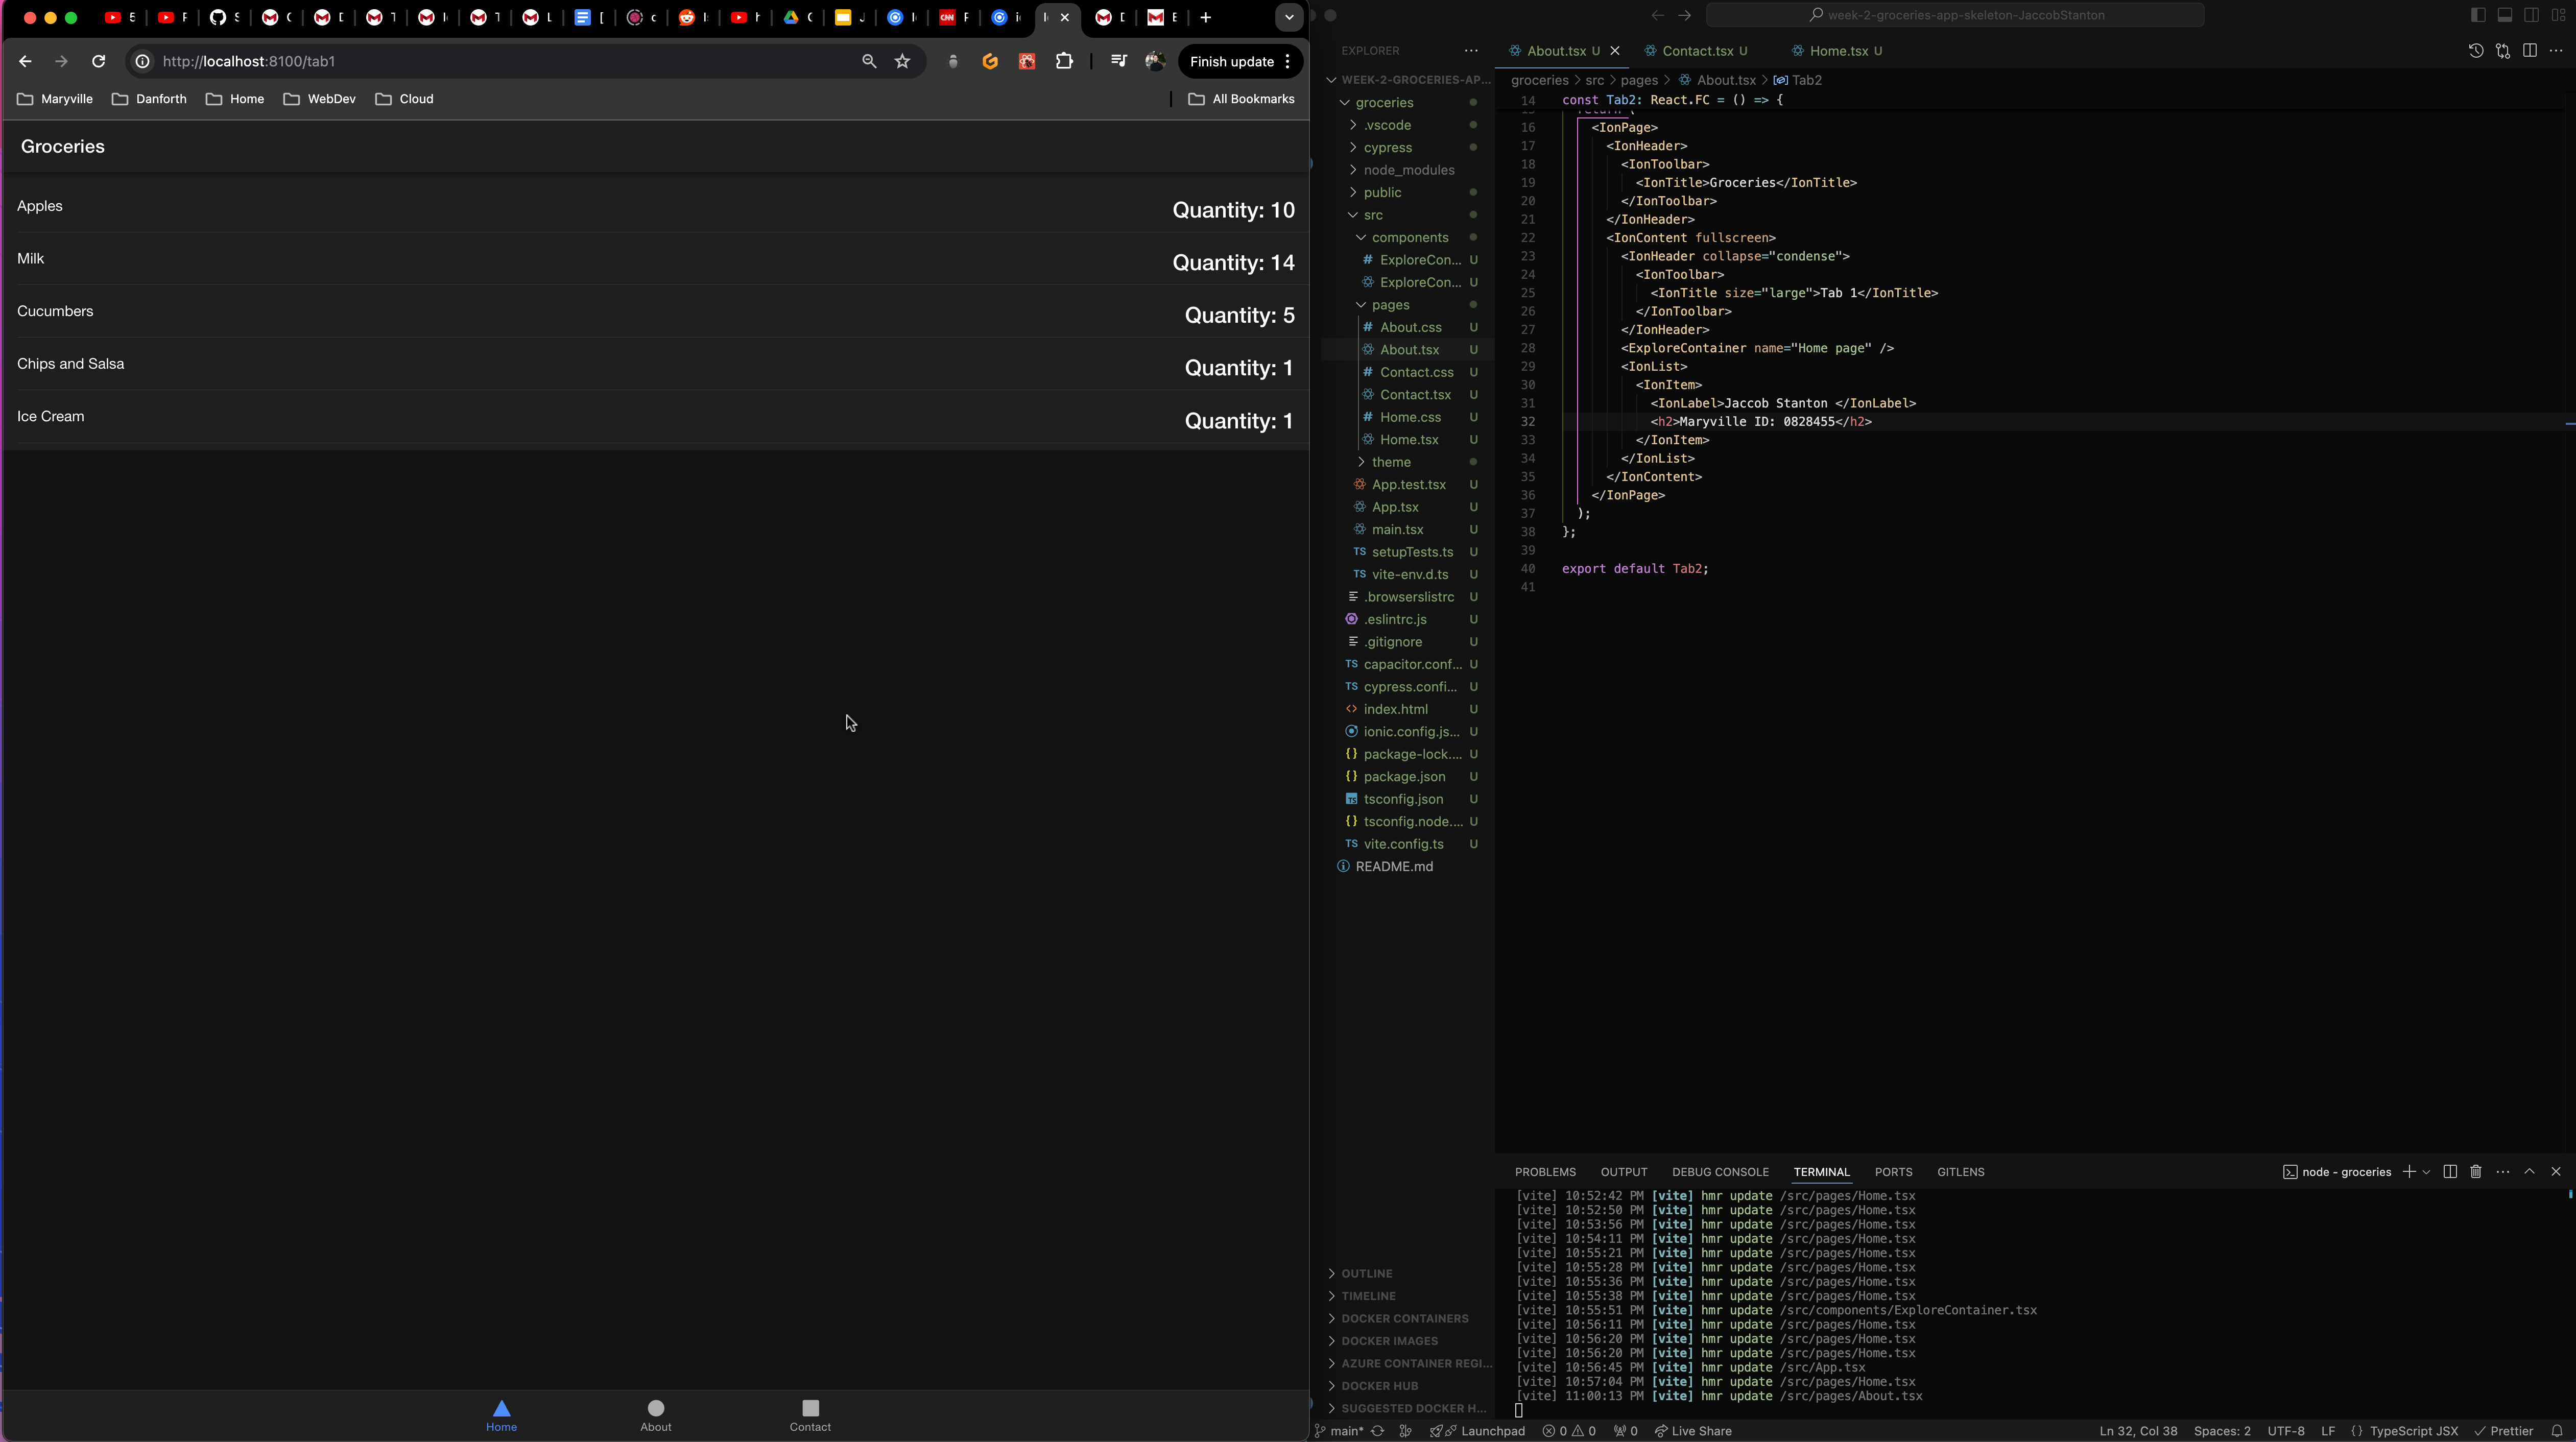 http://localhost:8100/tab1
Finish update
Maryville
Danforth
Home
WebDev
Cloud
All Bookmarks
Groceries
Apples
Quantity: 10
Milk
Quantity: 14
Cucumbers
Quantity: 5
Chips and Salsa
Quantity: 1
Ice Cream
Quantity: 1
Home
About
Contact
week-2-groceries-app-skeleton-JaccobStanton
EXPLORER
WEEK-2-GROCERIES-AP...
groceries
.vscode
cypress
node_modules
public
src
components
# ExploreCon... U
ExploreCon... U
pages
# About.css U
About.tsx U
# Contact.css U
Contact.tsx U
# Home.css U
Home.tsx U
theme
App.test.tsx U
App.tsx U
main.tsx U
TS setupTests.ts U
TS vite-env.d.ts U
.browserslistrc U
.eslintrc.js U
.gitignore U
TS capacitor.conf... U
TS cypress.confi... U
<> index.html U
ionic.config.js... U
{} package-lock.... U
{} package.json U
TS tsconfig.json U
{} tsconfig.node.... U
TS vite.config.ts U
README.md
OUTLINE
TIMELINE
DOCKER CONTAINERS
DOCKER IMAGES
AZURE CONTAINER REGI...
DOCKER HUB
SUGGESTED DOCKER H...
About.tsx U
Contact.tsx U
Home.tsx U
groceries > src > pages > About.tsx > Tab2
14 const Tab2: React.FC = () => {
15 return (
16 <IonPage>
17 <IonHeader>
18 <IonToolbar>
19 <IonTitle>Groceries</IonTitle>
20 </IonToolbar>
21 </IonHeader>
22 <IonContent fullscreen>
23 <IonHeader collapse="condense">
24 <IonToolbar>
25 <IonTitle size="large">Tab 1</IonTitle>
26 </IonToolbar>
27 </IonHeader>
28 <ExploreContainer name="Home page" />
29 <IonList>
30 <IonItem>
31 <IonLabel>Jaccob Stanton </IonLabel>
32 <h2>Maryville ID: 0828455</h2>
33 </IonItem>
34 </IonList>
35 </IonContent>
36 </IonPage>
37 );
38 };
39
40 export default Tab2;
41
PROBLEMS OUTPUT DEBUG CONSOLE TERMINAL PORTS GITLENS
node - groceries
[vite] 10:52:42 PM [vite] hmr update /src/pages/Home.tsx
[vite] 10:52:50 PM [vite] hmr update /src/pages/Home.tsx
[vite] 10:53:56 PM [vite] hmr update /src/pages/Home.tsx
[vite] 10:54:11 PM [vite] hmr update /src/pages/Home.tsx
[vite] 10:55:21 PM [vite] hmr update /src/pages/Home.tsx
[vite] 10:55:28 PM [vite] hmr update /src/pages/Home.tsx
[vite] 10:55:36 PM [vite] hmr update /src/pages/Home.tsx
[vite] 10:55:38 PM [vite] hmr update /src/pages/Home.tsx
[vite] 10:55:51 PM [vite] hmr update /src/components/ExploreContainer.tsx
[vite] 10:56:11 PM [vite] hmr update /src/pages/Home.tsx
[vite] 10:56:20 PM [vite] hmr update /src/pages/Home.tsx
[vite] 10:56:20 PM [vite] hmr update /src/pages/Home.tsx
[vite] 10:56:45 PM [vite] hmr update /src/App.tsx
[vite] 10:57:04 PM [vite] hmr update /src/pages/Home.tsx
[vite] 11:00:13 PM [vite] hmr update /src/pages/About.tsx
main* Launchpad 0 0 0 Live Share Ln 32, Col 38 Spaces: 2 UTF-8 LF {} TypeScript JSX Prettier